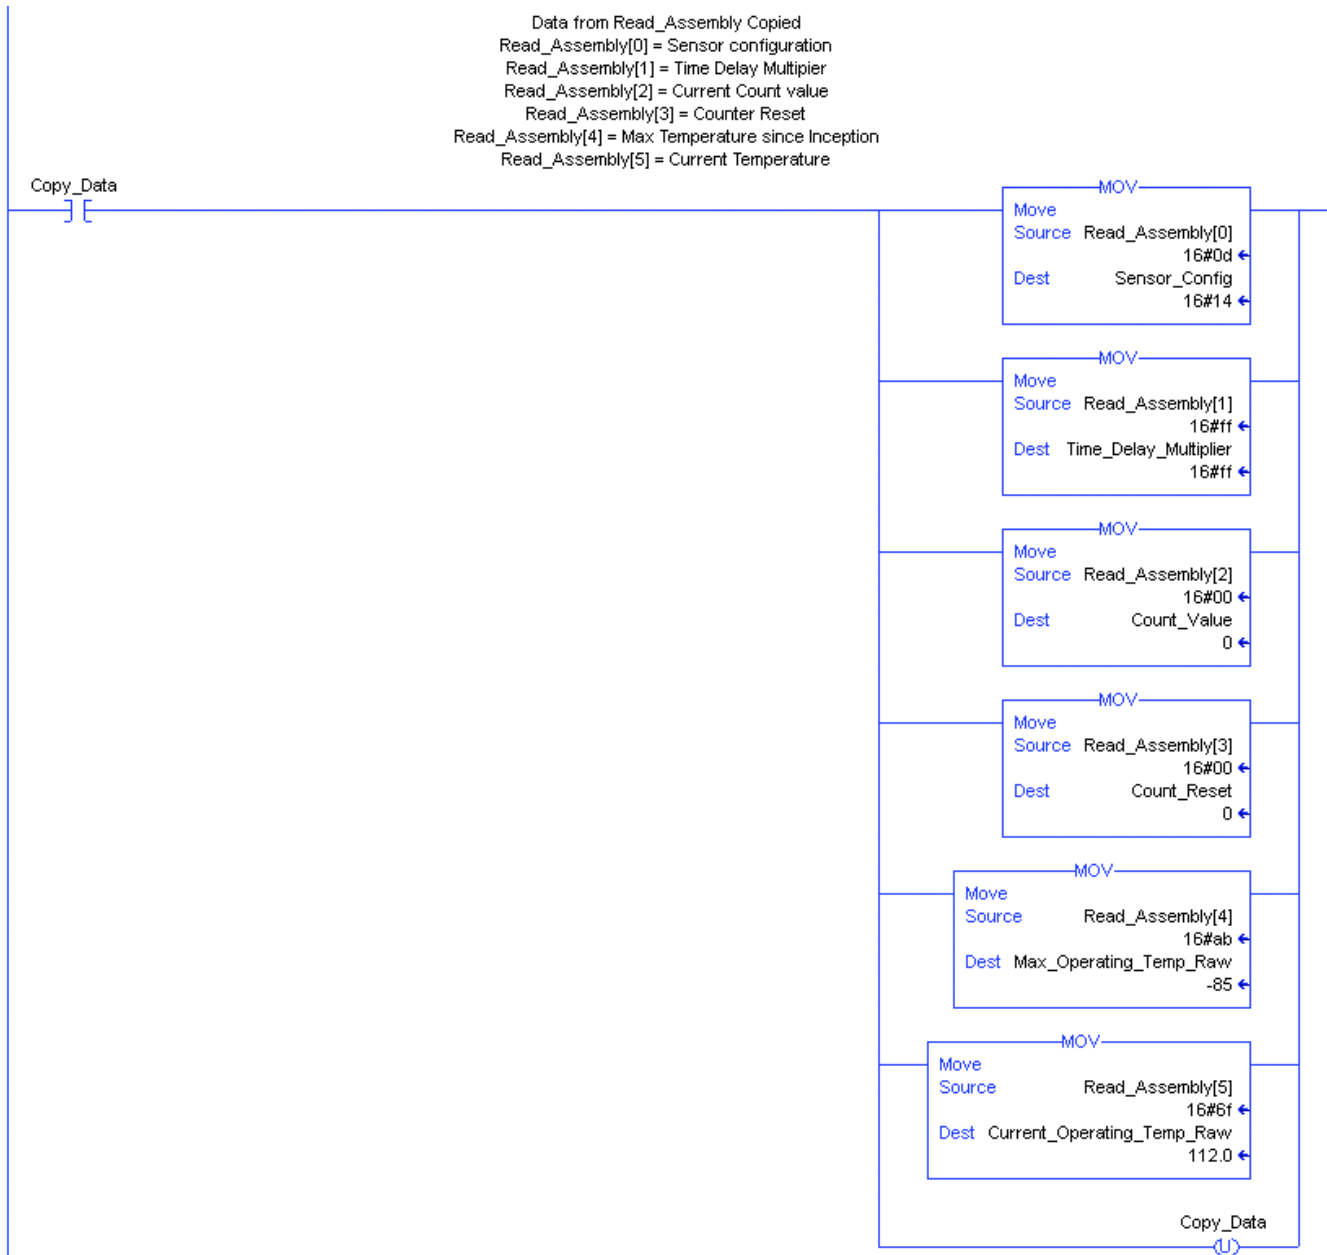 Data from Read_Assembly Copied
Read_Assembly[0] = Sensor configuration
Read_Assembly[1] = Time Delay Multipier
Read_Assembly[2] = Current Count value
Read_Assembly[3] = Counter Reset
Read_Assembly[4] = Max Temperature since Inception
Read_Assembly[5] = Current Temperature
Copy_Data
MOV
Move
Source Read_Assembly[0]
16#0d
Dest Sensor_Config
16#14
MOV
Move
Source Read_Assembly[1]
16#ff
Dest Time_Delay_Multiplier
16#ff
MOV
Move
Source Read_Assembly[2]
16#00
Dest Count_Value
0
MOV
Move
Source Read_Assembly[3]
16#00
Dest Count_Reset
0
MOV
Move
Source Read_Assembly[4]
16#ab
Dest Max_Operating_Temp_Raw
-85
MOV
Move
Source Read_Assembly[5]
16#6f
Dest Current_Operating_Temp_Raw
112.0
Copy_Data
U